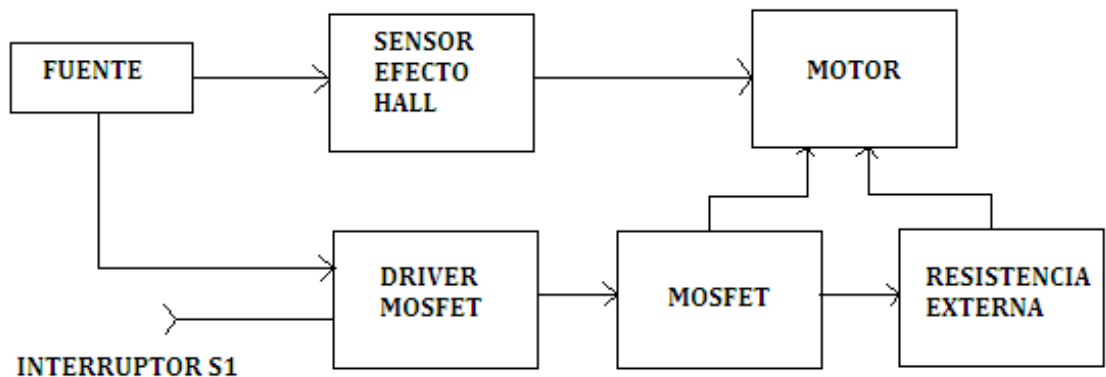 FUENTE
SENSOR
EFECTO
HALL
MOTOR
DRIVER
MOSFET
MOSFET
RESISTENCIA
EXTERNA
INTERRUPTOR S1